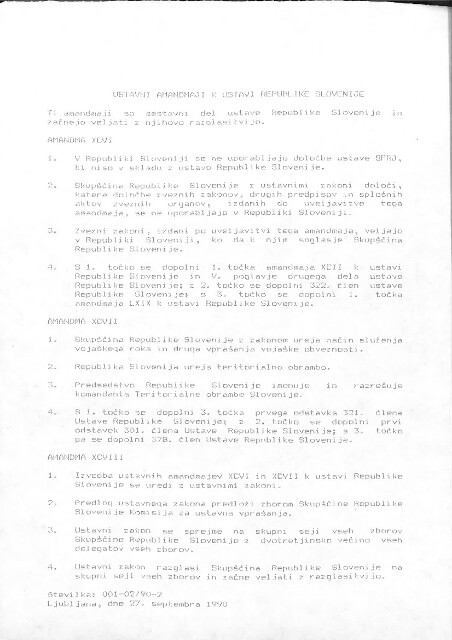 USTAVNI AMANDMAJI K USTAVI REPUBLIKE SLOVENIJE
Ti amandmaji so sestavni del ustave Republike Slovenije in
začnejo veljati z njihovo razglasitvijo.
AMANDMA XCVI
1. V Republiki Sloveniji se ne uporabljajo določbe ustave SFRJ,
ki niso v skladu z ustavo Republike Slovenije.
2. Skupščina Republike Slovenije z ustavnimi zakoni določi,
katere določbe zveznih zakonov, drugih predpisov in splošnih
aktov zveznih organov, izdanih do uveljavitve tega
amandmaja, se ne uporabljajo v Republiki Sloveniji.
3. Zvezni zakoni, izdani po uveljavitvi tega amandmaja, veljajo
v Republiki Sloveniji, ko da k njim soglasje Skupščina
Republike Slovenije.
4. S 1. točko se dopolni 1. točka amandmaja XCII k ustavi
Republike Slovenije in V. poglavje drugega dela ustave
Republike Slovenije; z 2. točko se dopolni 322. člen ustave
Republike Slovenije; s 3. točko se dopolni 1. točka
amandmaja LXIX k ustavi Republike Slovenije.
AMANDMA XCVII
1. Skupščina Republike Slovenije z zakonom ureja način služenja
vojaškega roka in druga vprašanja vojaške obveznosti.
2. Republika Slovenija ureja teritorialno obrambo.
3. Predsedstvo Republike Slovenije imenuje in razrešuje
komandanta Teritorialne obrambe Slovenije.
4. S 1. točko se dopolni 3. točka prvega odstavka 321. člena
Ustave Republike Slovenije; z 2. točko se dopolni prvi
odstavek 301. člena Ustave Republike Slovenije; s 3. točko
pa se dopolni 378. člen Ustave Republike Slovenije.
AMANDMA XCVIII
1. Izvedba ustavnih amandmajev XCVI in XCVII k ustavi Republike
Slovenije se uredi z ustavnimi zakoni.
2. Predlog ustavnega zakona predloži zborom Skupščine Republike
Slovenije Komisija za ustavna vprašanja.
3. Ustavni zakon se sprejme na skupni seji vseh zborov
Skupščine Republike Slovenije z dvotretjinsko večino vseh
delegatov vseh zborov.
4. Ustavni zakon razglasi Skupščina Republike Slovenije na
skupni seji vseh zborov in začne veljati z razglasitvijo.
Številka: 001-02/90-2
Ljubljana, dne 27. septembra 1990